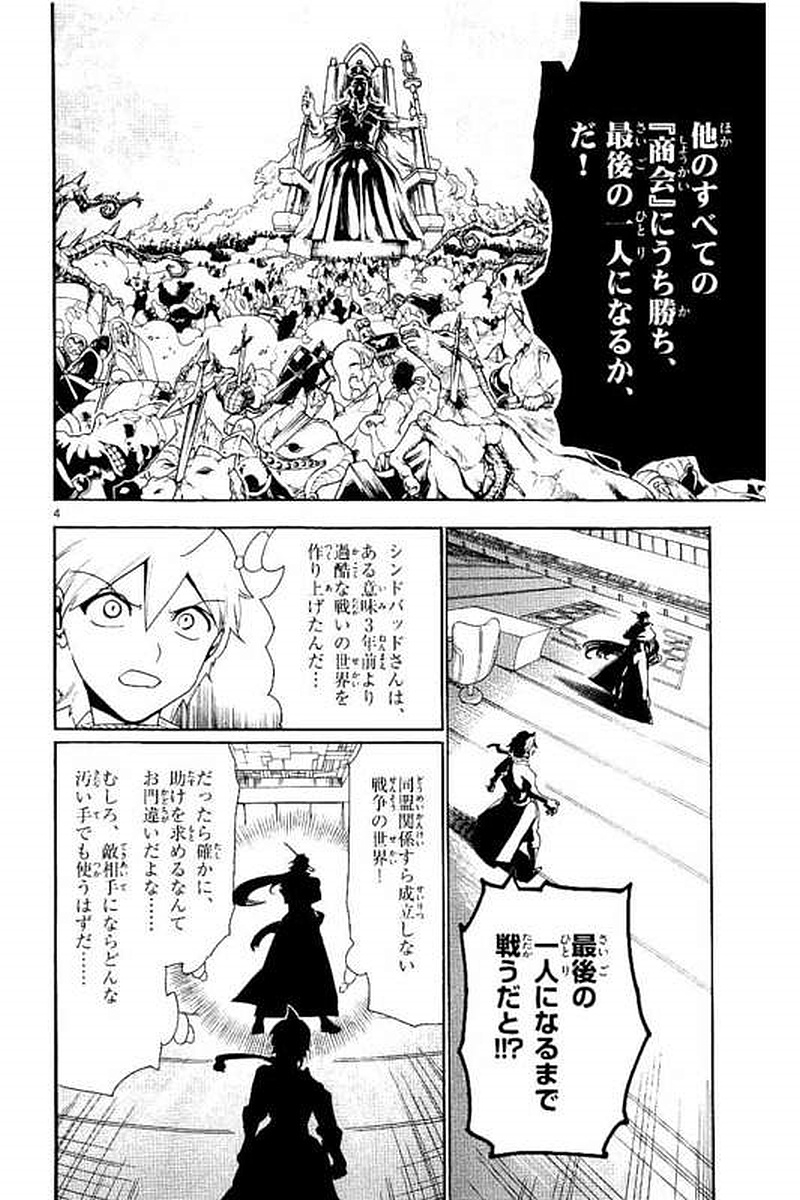 他のすべての
『商会』にうち勝ち、
最後の一人になるか、
だ！
4
最後の
一人になるまで
戦うだと!!?
シンドバッドさんは、
ある意味3年前より
過酷な戦いの世界を
作り上げたんだ…
同盟関係すら成立しない
戦争の世界！
だったら確かに、
助けを求めるなんて
お門違いだよな……
むしろ、敵相手にならどんな
汚い手でも使うはずだ……